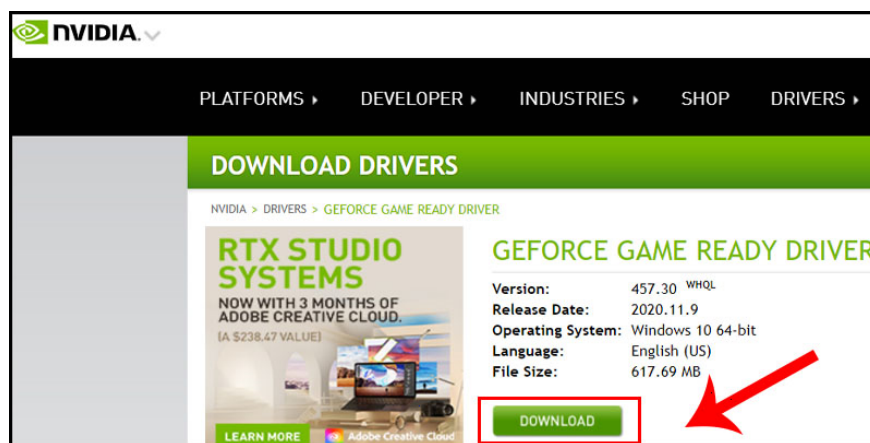 NVIDIA.
PLATFORMS DEVELOPER INDUSTRIES SHOP DRIVERS
DOWNLOAD DRIVERS
NVIDIA > DRIVERS > GEFORCE GAME READY DRIVER
RTX STUDIO
SYSTEMS
NOW WITH 3 MONTHS OF
ADOBE CREATIVE CLOUD.
(A $238.47 VALUE)
LEARN MORE
Adobe Creative Cloud
GEFORCE GAME READY DRIVER
Version: 457.30 WHQL
Release Date: 2020.11.9
Operating System: Windows 10 64-bit
Language: English (US)
File Size: 617.69 MB
DOWNLOAD